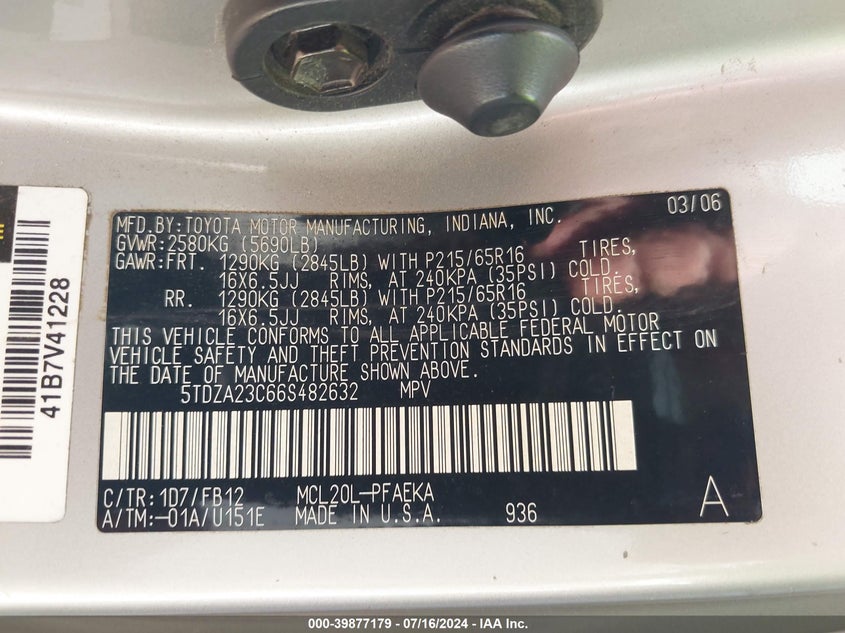 41B7V41228
MFD.BY:TOYOTA MOTOR MANUFACTURING, INDIANA, INC. 03/06
GVWR:2580KG (5690LB)
GAWR:FRT. 1290KG (2845LB) WITH P215/65R16 TIRES,
16X6.5JJ RIMS, AT 240KPA (35PSI) COLD.
RR. 1290KG (2845LB) WITH P215/65R16 TIRES,
16X6.5JJ RIMS, AT 240KPA (35PSI) COLD.
THIS VEHICLE CONFORMS TO ALL APPLICABLE FEDERAL MOTOR
VEHICLE SAFETY AND THEFT PREVENTION STANDARDS IN EFFECT ON
THE DATE OF MANUFACTURE SHOWN ABOVE.
5TDZA23C66S482632 MPV
C/TR:1D7/FB12 MCL20L-PFAEKA A
A/TM:-01A/U151E MADE IN U.S.A. 936
000-39877179 - 07/16/2024 - IAA Inc.